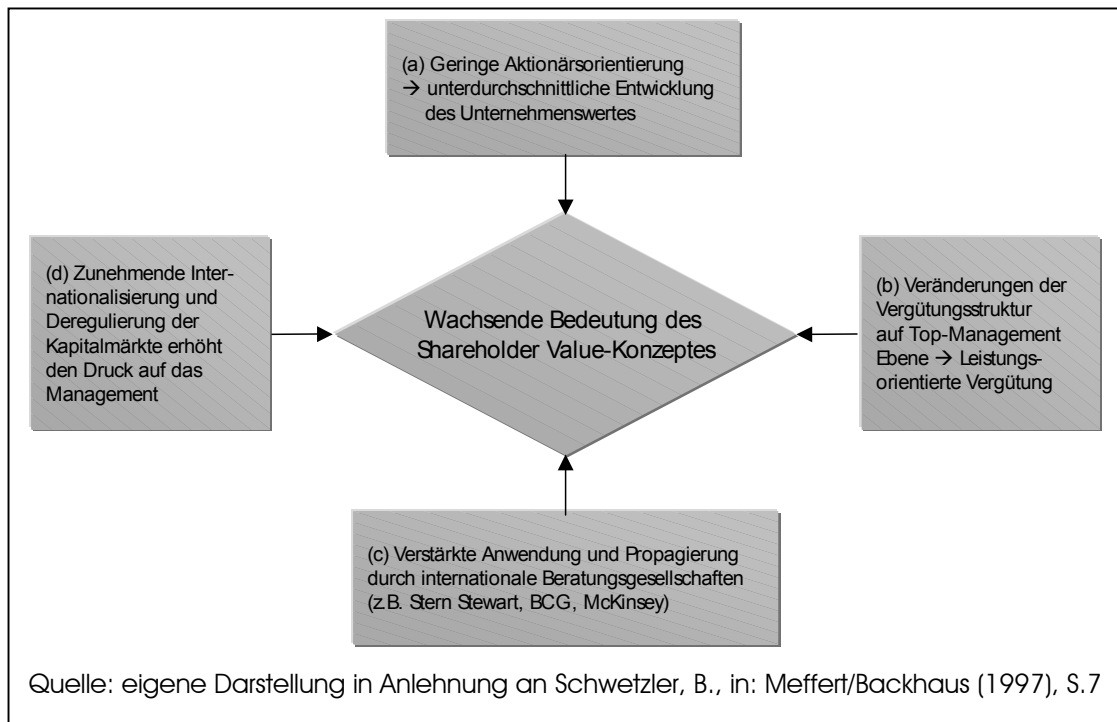 (a) Geringe Aktionärsorientierung
→ unterdurchschnittliche Entwicklung
des Unternehmenswertes
(d) Zunehmende Inter-
nationalisierung und
Deregulierung der
Kapitalmärkte erhöht
den Druck auf das
Management
Wachsende Bedeutung des
Shareholder Value-Konzeptes
(b) Veränderungen der
Vergütungsstruktur
auf Top-Management
Ebene → Leistungs-
orientierte Vergütung
(c) Verstärkte Anwendung und Propagierung
durch internationale Beratungsgesellschaften
(z.B. Stern Stewart, BCG, McKinsey)
Quelle: eigene Darstellung in Anlehnung an Schwetzler, B., in: Meffert/Backhaus (1997), S.7